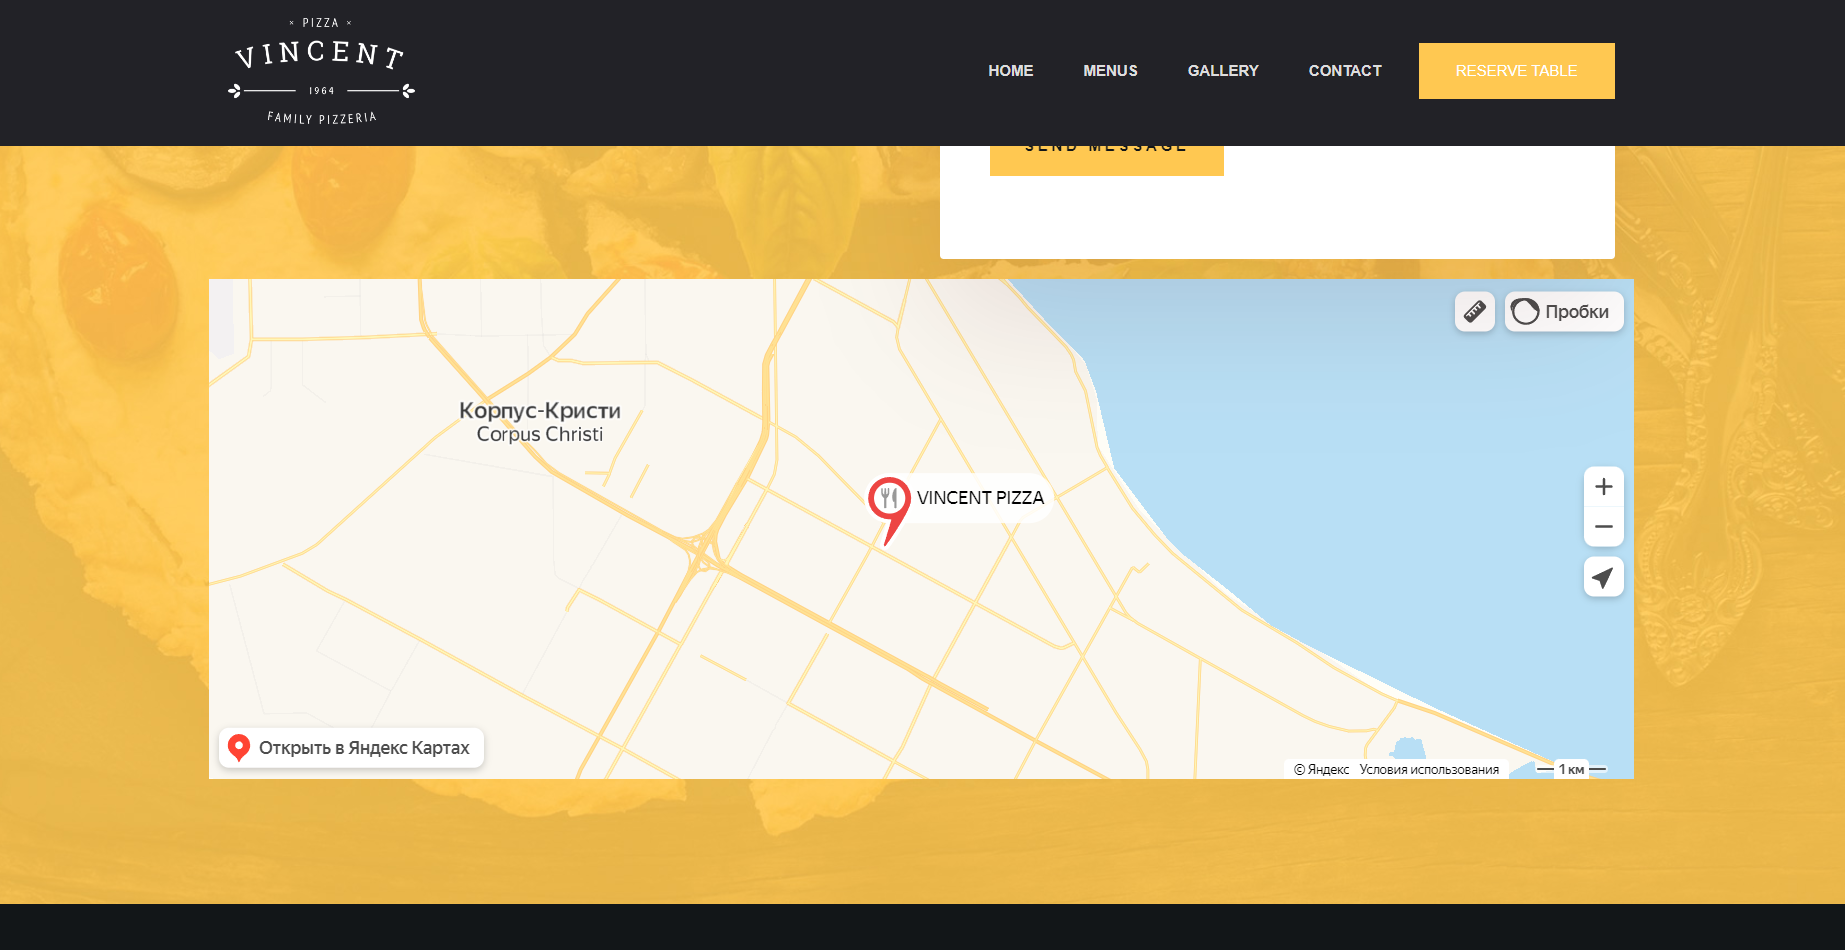 PIZZA
VINCENT
1964
FAMILY PIZZERIA
HOME
MENUS
GALLERY
CONTACT
RESERVE TABLE
SEND MESSAGE
Пробки
Корпус-Кристи
Corpus Christi
VINCENT PIZZA
Открыть в Яндекс Картах
© Яндекс Условия использования
1 км